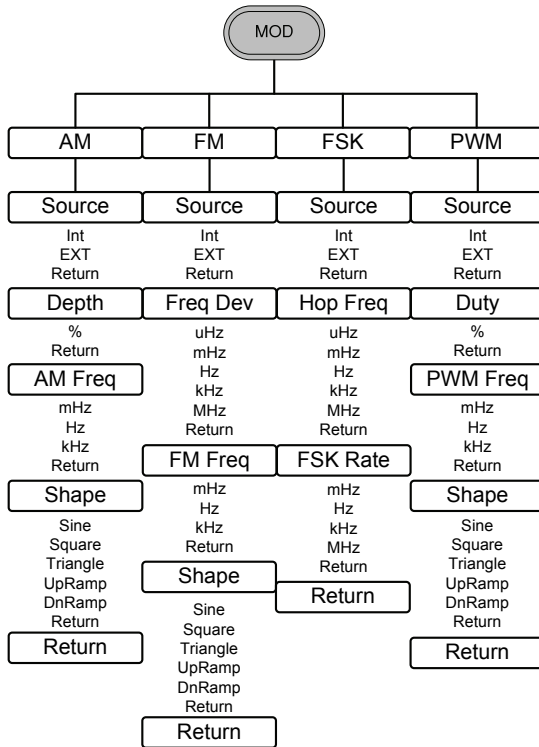 MOD
AM
Source
Int
EXT
Return
Depth
%
Return
AM Freq
mHz
Hz
kHz
Return
Shape
Sine
Square
Triangle
UpRamp
DnRamp
Return
Return
FM
Source
Int
EXT
Return
Freq Dev
uHz
mHz
Hz
kHz
MHz
Return
FM Freq
mHz
Hz
kHz
Return
Shape
Sine
Square
Triangle
UpRamp
DnRamp
Return
Return
FSK
Source
Int
EXT
Return
Hop Freq
uHz
mHz
Hz
kHz
MHz
Return
FSK Rate
mHz
Hz
kHz
MHz
Return
Return
PWM
Source
Int
EXT
Return
Duty
%
Return
PWM Freq
mHz
Hz
kHz
Return
Shape
Sine
Square
Triangle
UpRamp
DnRamp
Return
Return